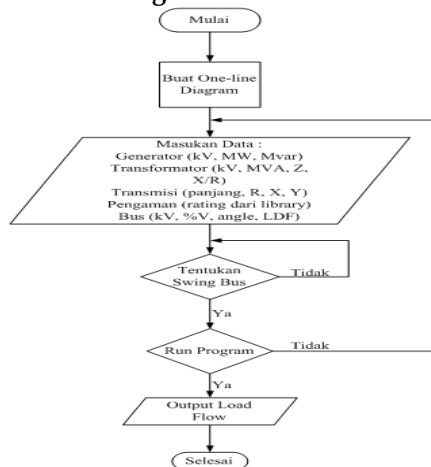 Mulai
Buat One-line
Diagram
Masukan Data :
Generator (kV, MW, Mvar)
Transformator (kV, MVA, Z,
X/R)
Transmisi (panjang, R, X, Y)
Pengaman (rating dari library)
Bus (kV, %V, angle, LDF)
Tentukan
Swing Bus
Tidak
Ya
Run Program
Tidak
Ya
Output Load
Flow
Selesai